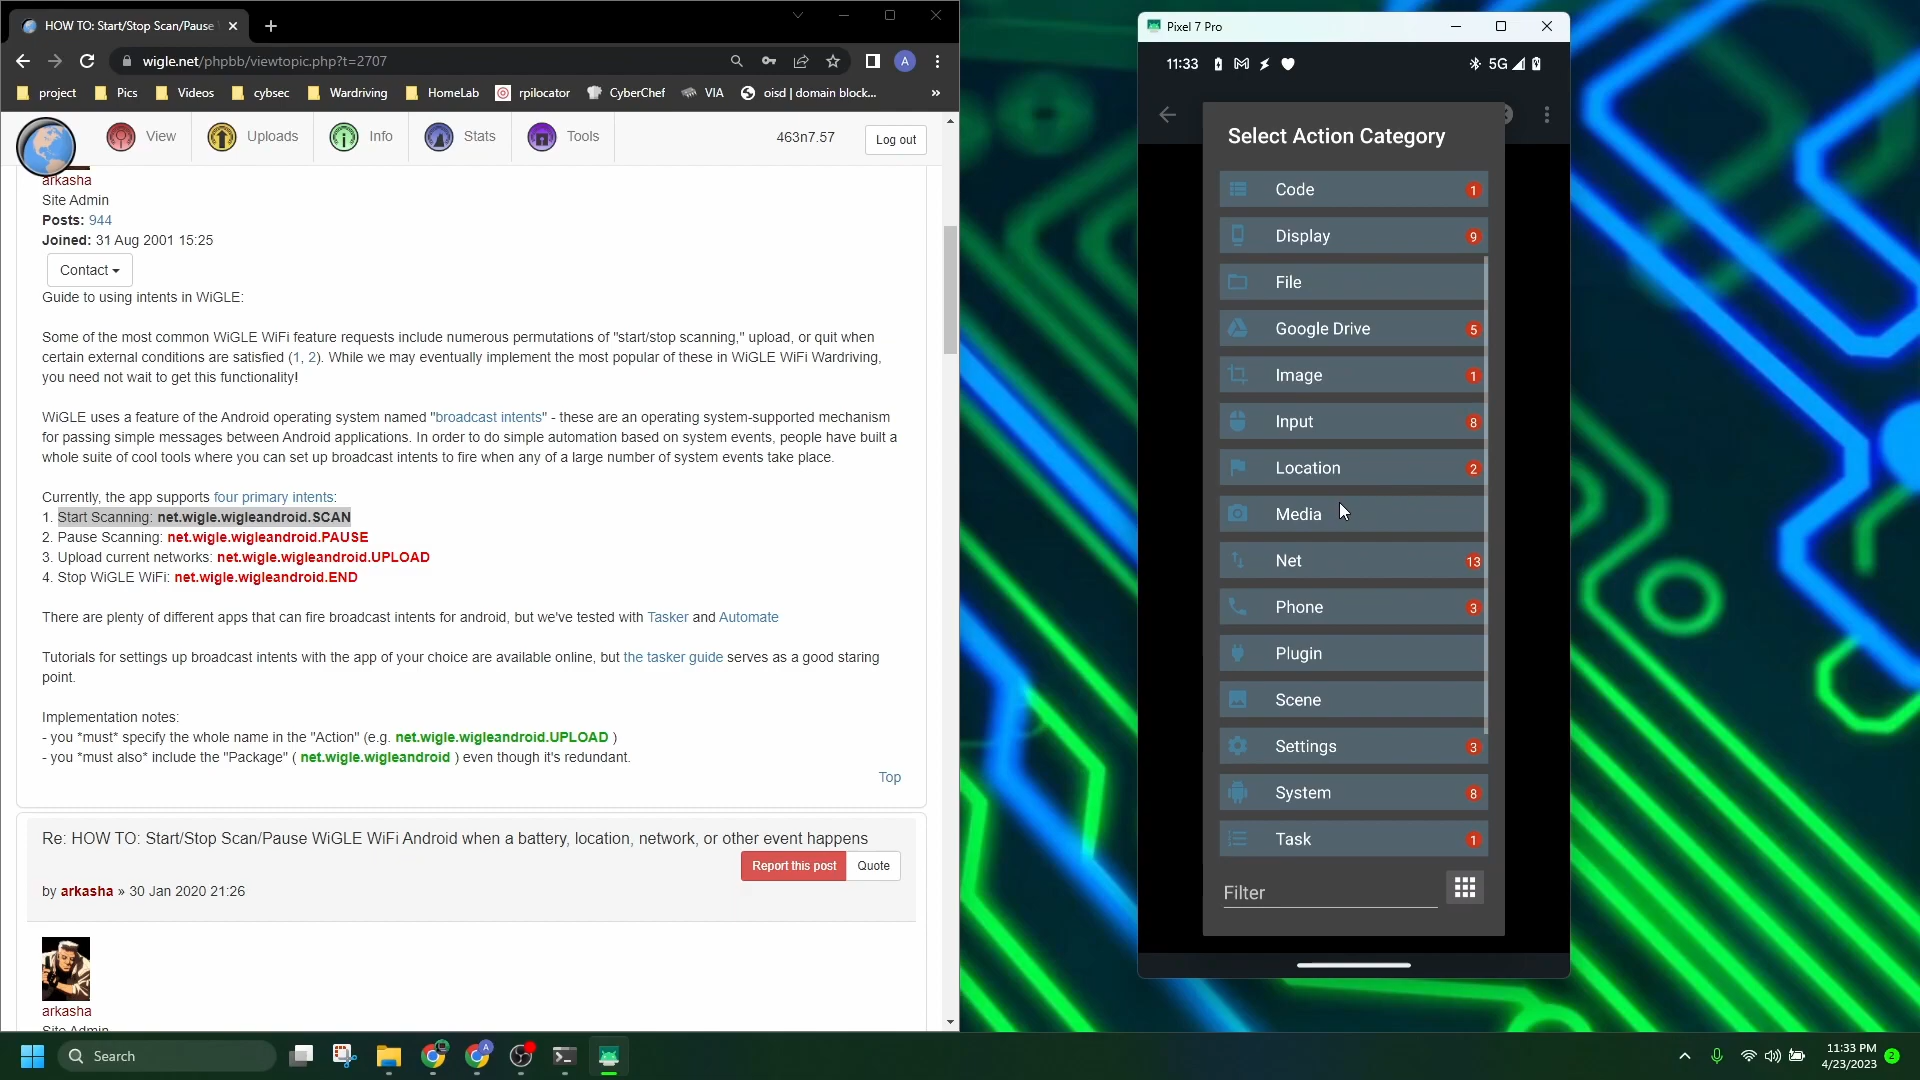 HOW TO: Start/Stop Scan/Pause
wigle.net/phpbb/viewtopic.php?t=2707
A
project
Pics
Videos
cybsec
Wardriving
HomeLab
rpilocator
CyberChef
VIA
oisd | domain block...
»
View
Uploads
Info
Stats
Tools
463n7.57
Log out
arkasha
Site Admin
Posts: 944
Joined: 31 Aug 2001 15:25
Contact
Guide to using intents in WiGLE:
Some of the most common WiGLE WiFi feature requests include numerous permutations of "start/stop scanning," upload, or quit when
certain external conditions are satisfied (1, 2). While we may eventually implement the most popular of these in WiGLE WiFi Wardriving,
you need not wait to get this functionality!
WiGLE uses a feature of the Android operating system named "broadcast intents" - these are an operating system-supported mechanism
for passing simple messages between Android applications. In order to do simple automation based on system events, people have built a
whole suite of cool tools where you can set up broadcast intents to fire when any of a large number of system events take place.
Currently, the app supports four primary intents:
1. Start Scanning: net.wigle.wigleandroid.SCAN
2. Pause Scanning: net.wigle.wigleandroid.PAUSE
3. Upload current networks: net.wigle.wigleandroid.UPLOAD
4. Stop WiGLE WiFi: net.wigle.wigleandroid.END
There are plenty of different apps that can fire broadcast intents for android, but we've tested with Tasker and Automate
Tutorials for settings up broadcast intents with the app of your choice are available online, but the tasker guide serves as a good staring
point.
Implementation notes:
- you *must* specify the whole name in the "Action" (e.g. net.wigle.wigleandroid.UPLOAD )
- you *must also* include the "Package" ( net.wigle.wigleandroid ) even though it's redundant.
Top
Re: HOW TO: Start/Stop Scan/Pause WiGLE WiFi Android when a battery, location, network, or other event happens
Report this post
Quote
by arkasha » 30 Jan 2020 21:26
arkasha
Site Admin
Pixel 7 Pro
11:33
5G
Select Action Category
Code 1
Display 9
File
Google Drive 5
Image 1
Input 8
Location 2
Media
Net 13
Phone 3
Plugin
Scene
Settings 3
System 8
Task 1
Filter
Search
A
11:33 PM
4/23/2023
2